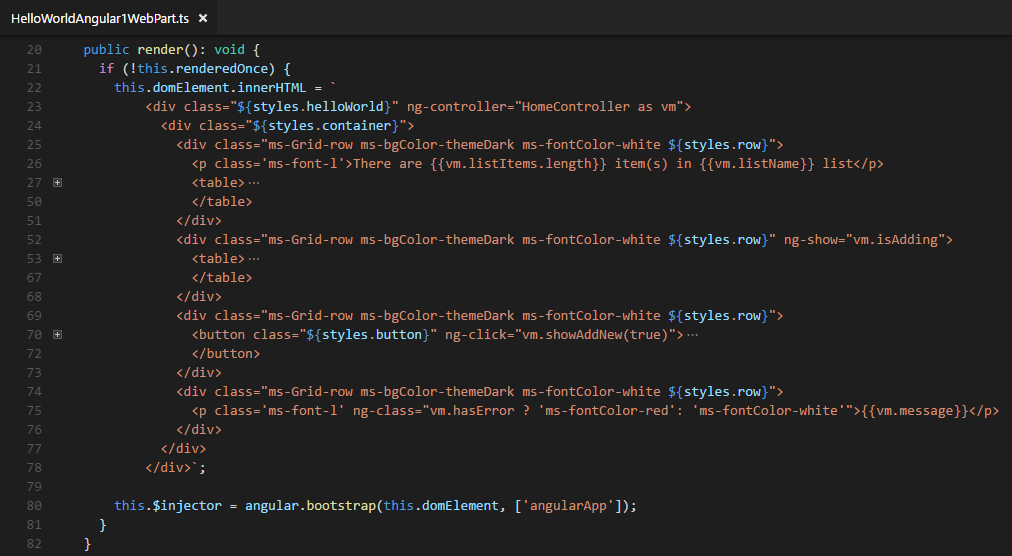 HelloWorldAngular1WebPart.ts ×
20 public render(): void {
21 if (!this.renderedOnce) {
22 this.domElement.innerHTML = `
23 <div class="${styles.helloWorld}" ng-controller="HomeController as vm">
24 <div class="${styles.container}">
25 <div class="ms-Grid-row ms-bgColor-themeDark ms-fontColor-white ${styles.row}">
26 <p class='ms-font-l'>There are {{vm.listItems.length}} item(s) in {{vm.listName}} list</p>
27 <table>···
50 </table>
51 </div>
52 <div class="ms-Grid-row ms-bgColor-themeDark ms-fontColor-white ${styles.row}" ng-show="vm.isAdding">
53 <table>···
67 </table>
68 </div>
69 <div class="ms-Grid-row ms-bgColor-themeDark ms-fontColor-white ${styles.row}">
70 <button class="${styles.button}" ng-click="vm.showAddNew(true)">···
72 </button>
73 </div>
74 <div class="ms-Grid-row ms-bgColor-themeDark ms-fontColor-white ${styles.row}">
75 <p class='ms-font-l' ng-class="vm.hasError ? 'ms-fontColor-red': 'ms-fontColor-white'">{{vm.message}}</p>
76 </div>
77 </div>
78 </div>`;
79
80 this.$injector = angular.bootstrap(this.domElement, ['angularApp']);
81 }
82 }